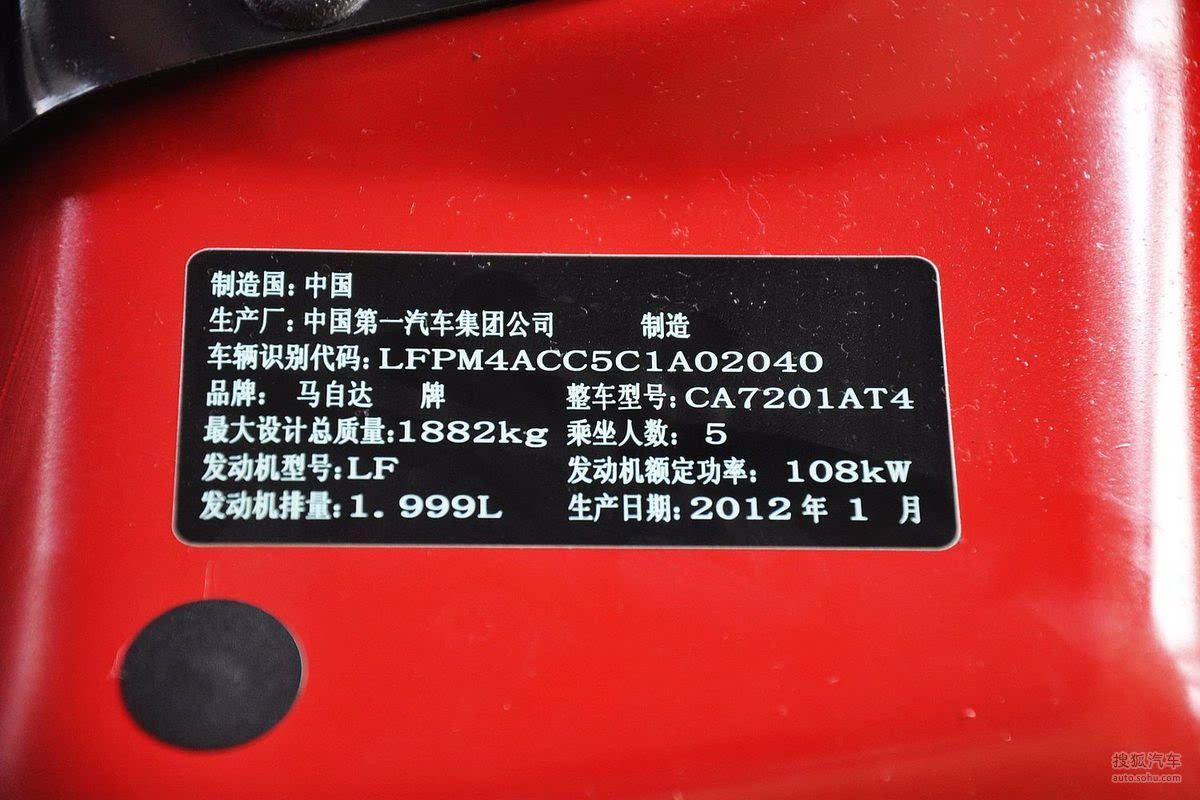 制造国:中国
生产厂:中国第一汽车集团公司 制造
车辆识别代码:LFPM4ACC5C1A02040
品牌: 马自达 牌 整车型号:CA7201AT4
最大设计总质量:1882kg 乘坐人数: 5
发动机型号:LF 发动机额定功率: 108kW
发动机排量:1.999L 生产日期:2012年 1 月
搜狐汽车
auto.sohu.com